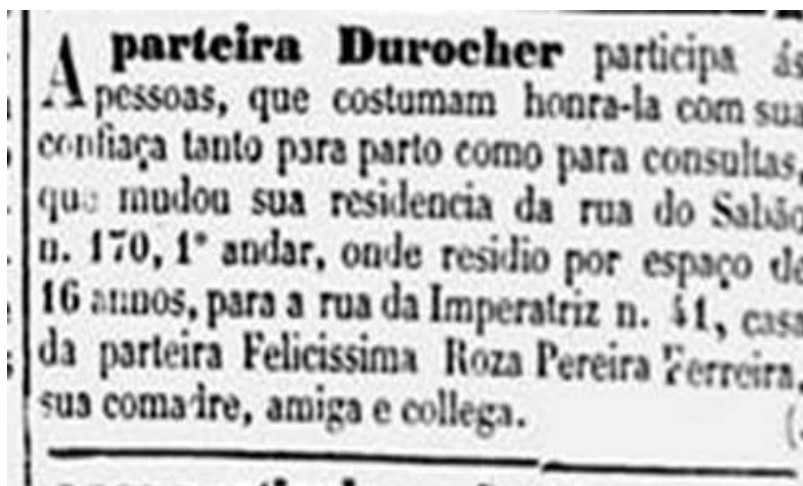 A parteira Durocher participa ás
pessoas, que costumam honra-la com sua
confiaça tanto para parto como para consultas,
que mudou sua residencia da rua do Sabão
n. 170, 1º andar, onde residio por espaço de
16 annos, para a rua da Imperatriz n. 41, casa
da parteira Felicissima Roza Pereira Ferreira,
sua comadre, amiga e collega. (.